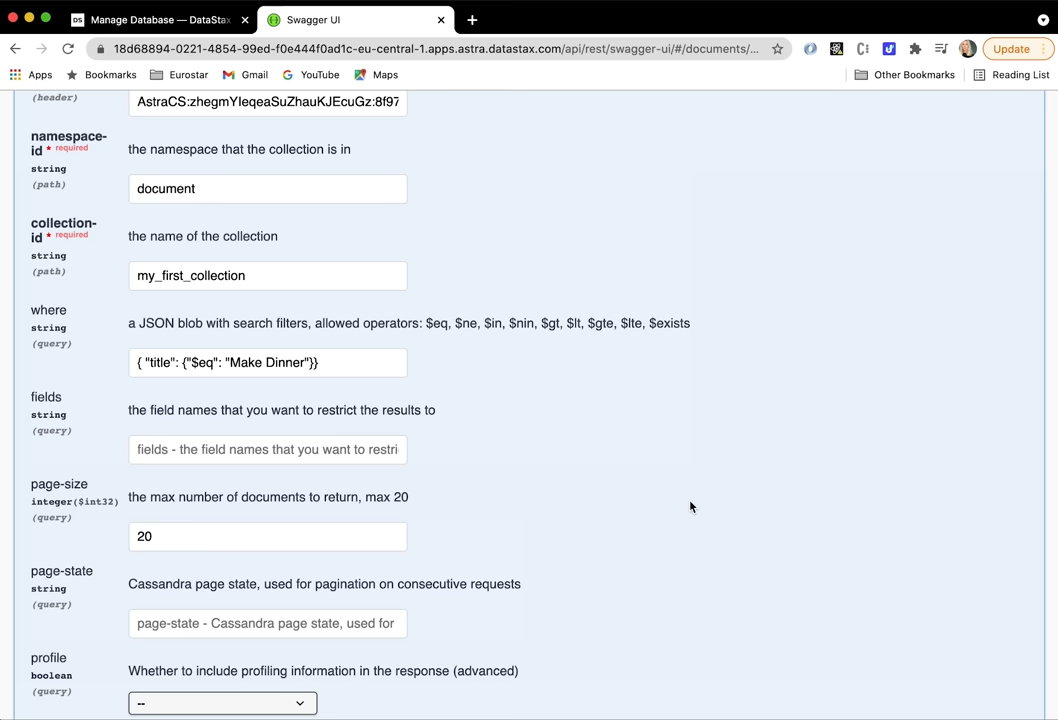 DS Manage Database — DataStax
Swagger UI
18d68894-0221-4854-99ed-f0e444f0ad1c-eu-central-1.apps.astra.datastax.com/api/rest/swagger-ui/#/documents/...
Update
Apps
Bookmarks
Eurostar
Gmail
YouTube
Maps
Other Bookmarks
Reading List
(header)
AstraCS:zhegmYIeqeaSuZhauKJEcuGz:8f97
namespace-
id * required
string
(path)
the namespace that the collection is in
document
collection-
id * required
string
(path)
the name of the collection
my_first_collection
where
string
(query)
a JSON blob with search filters, allowed operators: $eq, $ne, $in, $nin, $gt, $lt, $gte, $lte, $exists
{ "title": {"$eq": "Make Dinner"}}
fields
string
(query)
the field names that you want to restrict the results to
fields - the field names that you want to restri
page-size
integer($int32)
(query)
the max number of documents to return, max 20
20
page-state
string
(query)
Cassandra page state, used for pagination on consecutive requests
page-state - Cassandra page state, used for
profile
boolean
(query)
Whether to include profiling information in the response (advanced)
--